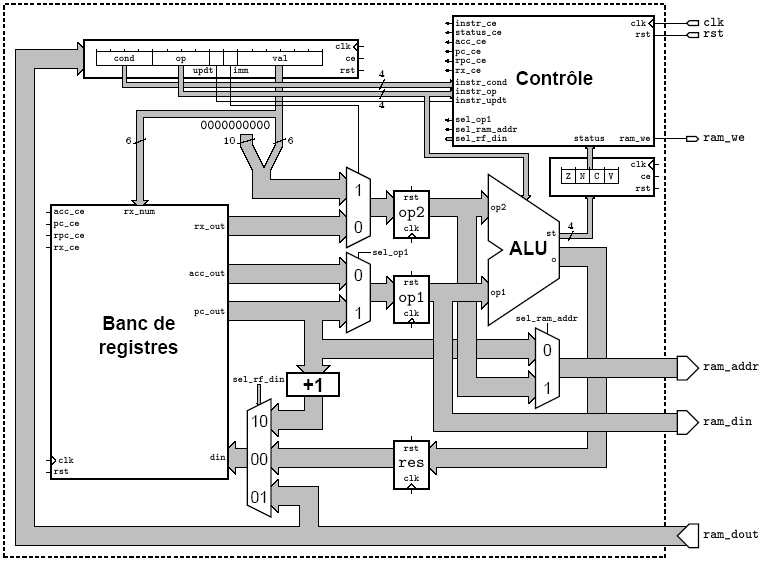 instr_ce
status_ce
acc_ce
pc_ce
rpc_ce
rx_ce
instr_cond
instr_op
instr_updt
sel_op1
sel_ram_addr
sel_rf_din
Contrôle
clk
rst
status
ram_we
clk
rst
ram_we
cond
op
updt
imm
val
clk
ce
rst
4
4
0000000000
6
10
6
Z N C V
clk
ce
rst
acc_ce
pc_ce
rpc_ce
rx_ce
rx_num
rx_out
acc_out
pc_out
Banc de
registres
din
clk
rst
1
0
sel_op1
0
1
rst
op2
clk
rst
op1
clk
op2
op1
ALU
st
o
4
sel_ram_addr
0
1
ram_addr
ram_din
+1
sel_rf_din
10
00
01
rst
res
clk
ram_dout